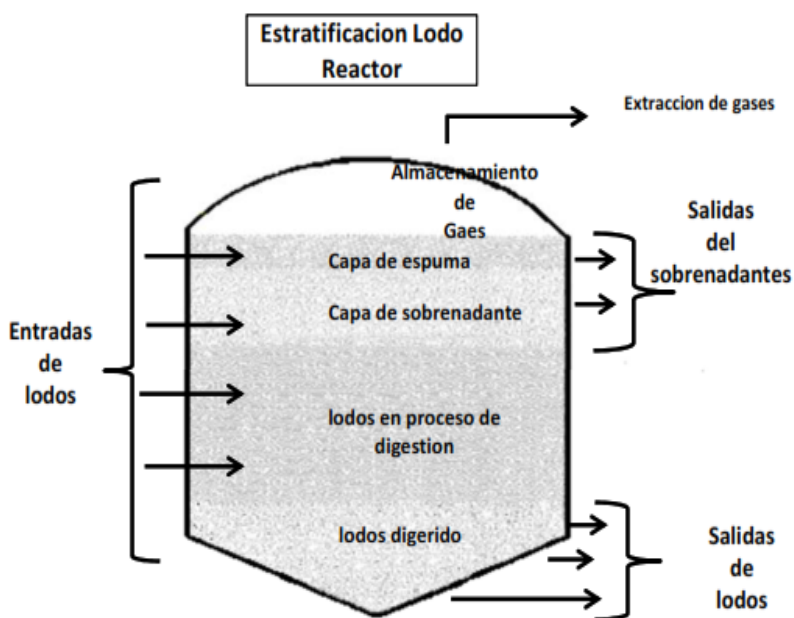 Estratificacion Lodo
Reactor
Extraccion de gases
Almacenamiento
de
Gaes
Capa de espuma
Capa de sobrenadante
lodos en proceso de
digestion
lodos digerido
Entradas
de
lodos
Salidas
del
sobrenadantes
Salidas
de
lodos